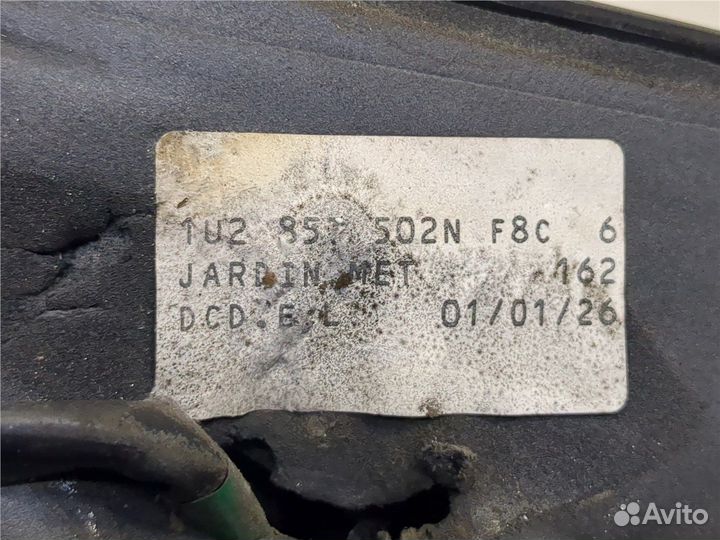 1U2 857 502N F8C 6
JARDIN MET 162
DCD.E.L 01/01/26
Avito